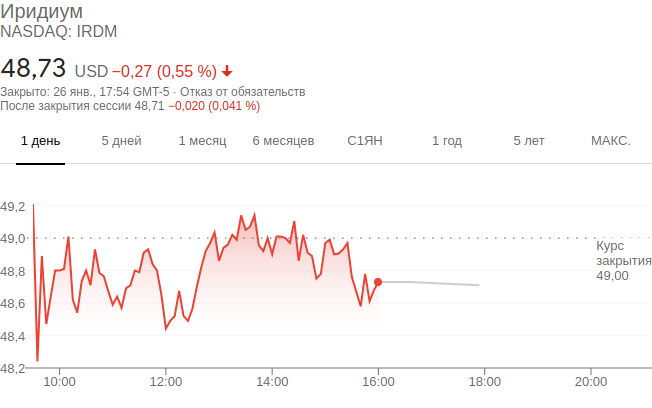 Иридиум
NASDAQ: IRDM
48,73 USD −0,27 (0,55 %)
Закрыто: 26 янв., 17:54 GMT-5 · Отказ от обязательств
После закрытия сессии 48,71 −0,020 (0,041 %)
1 день 5 дней 1 месяц 6 месяцев С1ЯН 1 год 5 лет МАКС.
49,2
49,0
48,8
48,6
48,4
48,2
Курс
закрытия
49,00
10:00 12:00 14:00 16:00 18:00 20:00